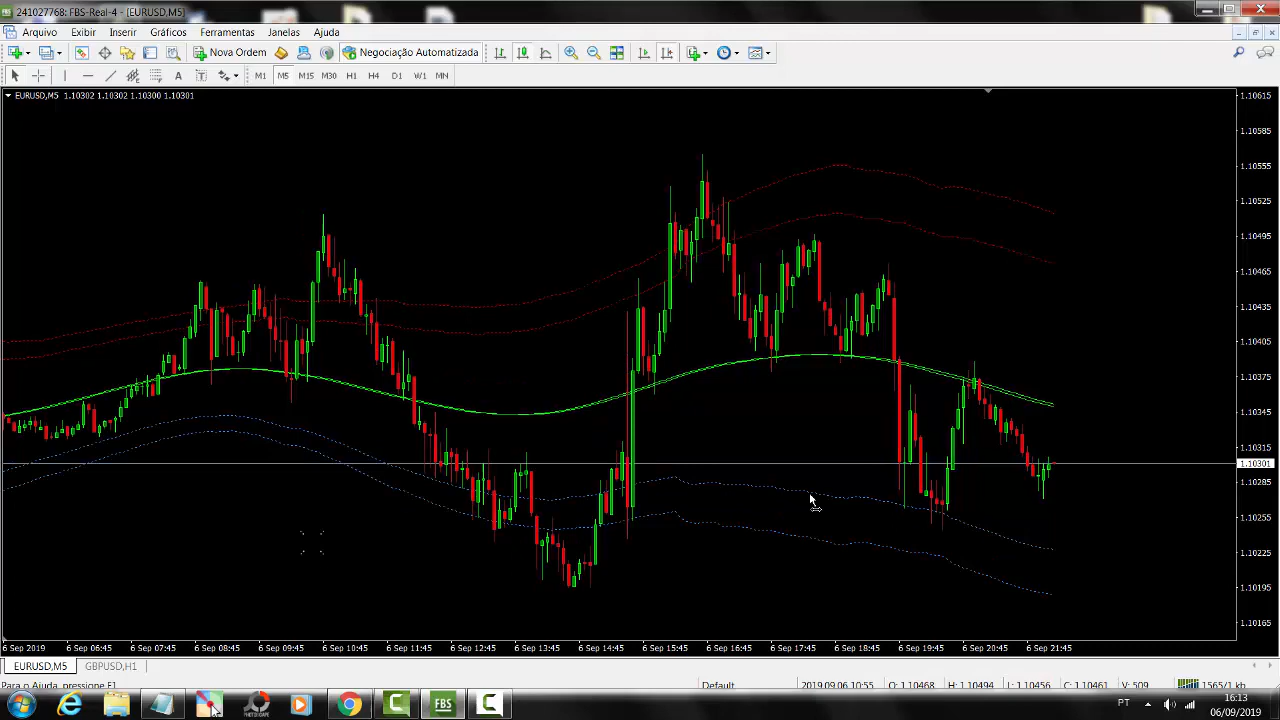 241027768: FBS-Real-4 - [EURUSD,M5]
Arquivo Exibir Inserir Gráficos Ferramentas Janelas Ajuda
Nova Ordem Negociação Automatizada
A T M1 M5 M15 M30 H1 H4 D1 W1 MN
EURUSD,M5 1.10302 1.10302 1.10300 1.10301
1.10615
1.10585
1.10555
1.10525
1.10495
1.10465
1.10435
1.10405
1.10375
1.10345
1.10315
1.10301
1.10285
1.10255
1.10225
1.10195
1.10165
6 Sep 2019 6 Sep 06:45 6 Sep 07:45 6 Sep 08:45 6 Sep 09:45 6 Sep 10:45 6 Sep 11:45 6 Sep 12:45 6 Sep 13:45 6 Sep 14:45 6 Sep 15:45 6 Sep 16:45 6 Sep 17:45 6 Sep 18:45 6 Sep 19:45 6 Sep 20:45 6 Sep 21:45
EURUSD,M5 GBPUSD,H1
Para o Ajuda, pressione F1 Default 2019.09.06 10:55 O: 1.10468 H: 1.10494 L: 1.10456 C: 1.10461 V: 509 1565/1 kb
PHOTOSCAPE FBS PT 16:13
06/09/2019